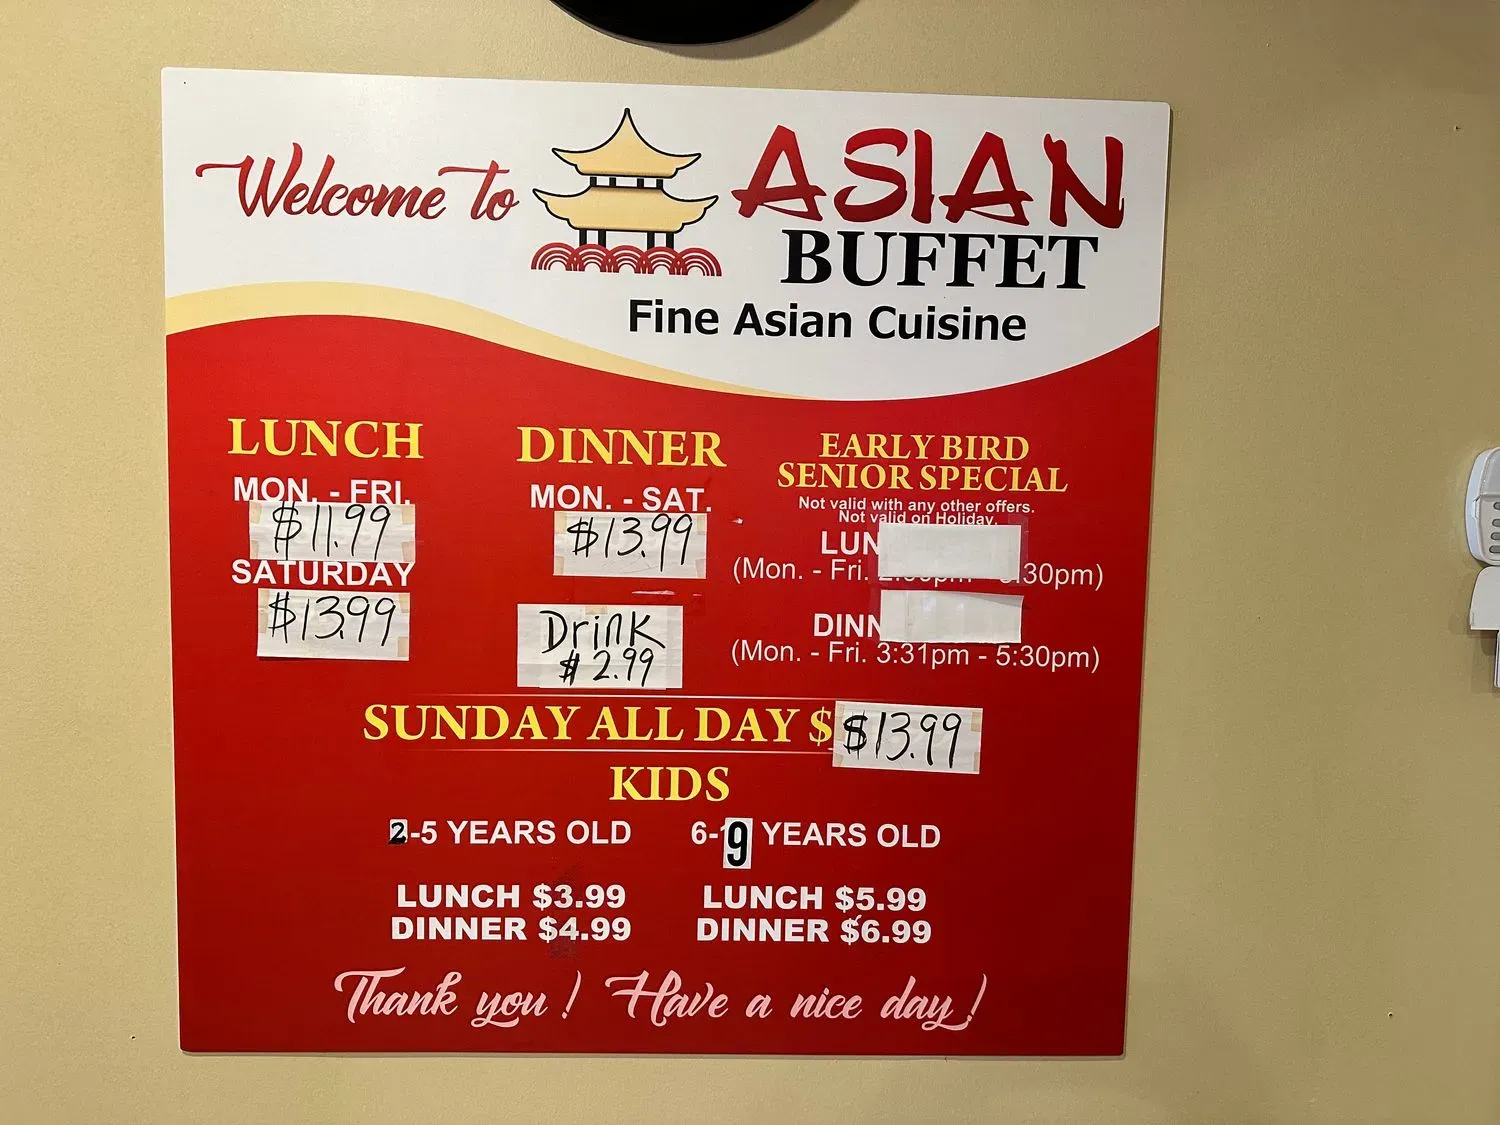 Welcome to
ASIAN
BUFFET
Fine Asian Cuisine
LUNCH
MON. - FRI.
$11.99
SATURDAY
$13.99
DINNER
MON. - SAT.
$13.99
Drink
$2.99
EARLY BIRD
SENIOR SPECIAL
Not valid with any other offers.
Not valid on Holiday.
(Mon. - Fri.
(Mon. - Fri. 3:31pm - 5:30pm)
SUNDAY ALL DAY $ $13.99
KIDS
2-5 YEARS OLD
LUNCH $3.99
DINNER $4.99
6-9 YEARS OLD
LUNCH $5.99
DINNER $6.99
Thank you! Have a nice day!